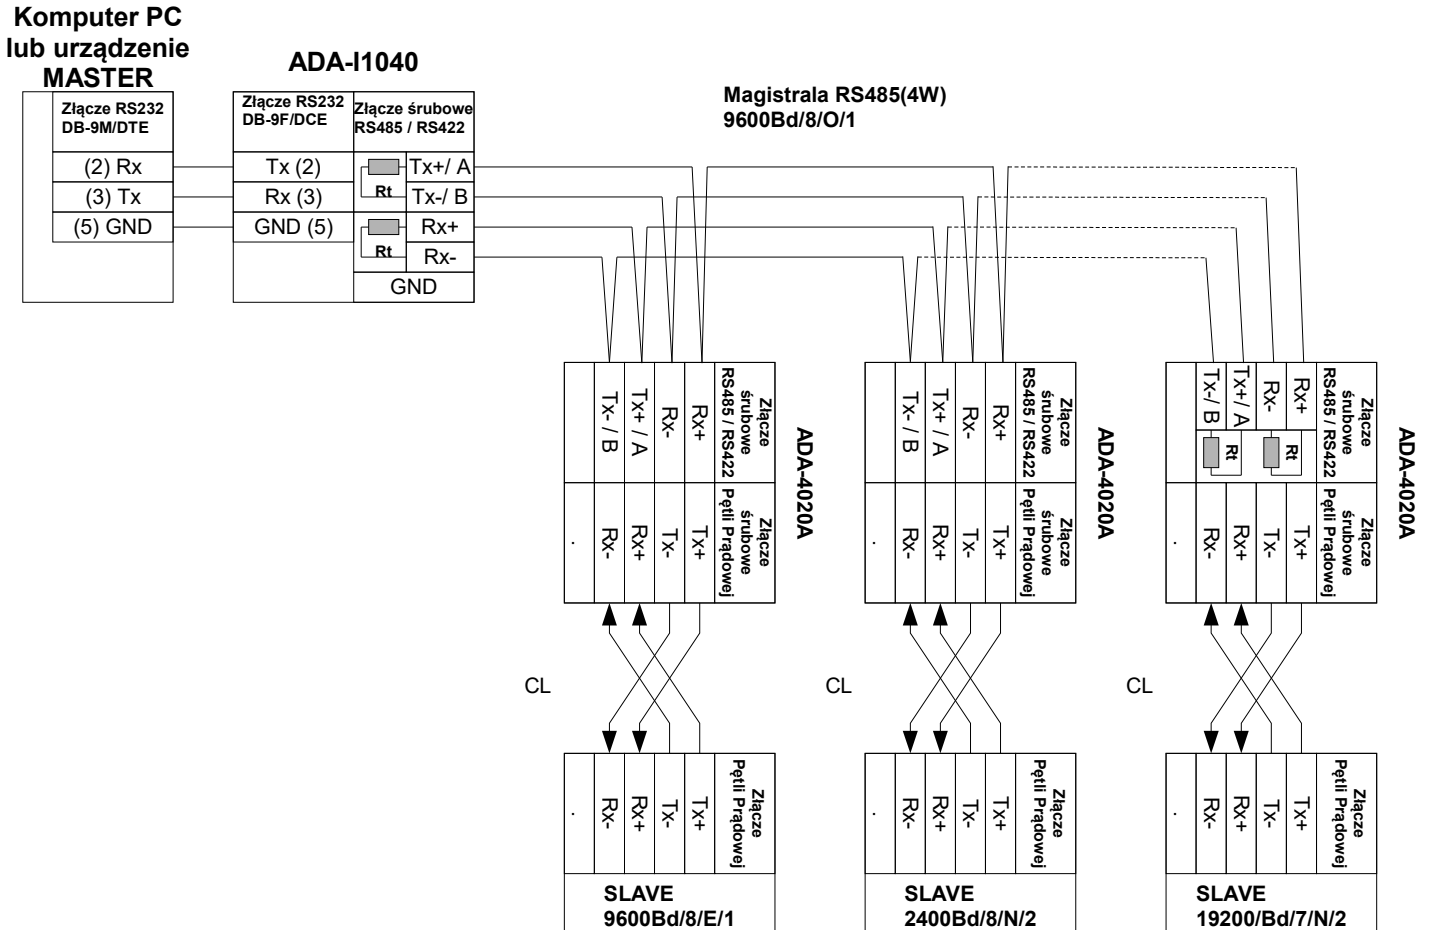 Komputer PC
lub urządzenie
MASTER
ADA-I1040
Złącze RS232
DB-9M/DTE
(2) Rx
(3) Tx
(5) GND
Złącze RS232
DB-9F/DCE
Tx (2)
Rx (3)
GND (5)
Złącze śrubowe
RS485 / RS422
Rt
Tx+/ A
Tx-/ B
Rt
Rx+
Rx-
GND
Magistrala RS485(4W)
9600Bd/8/O/1
Złącze
śrubowe
RS485 / RS422
Rx+
Rx-
Tx+ / A
Tx- / B
Złącze
śrubowe
Pętli Prądowej
Tx+
Tx-
Rx+
Rx-
.
ADA-4020A
Złącze
śrubowe
RS485 / RS422
Rx+
Rx-
Tx+ / A
Tx- / B
Złącze
śrubowe
Pętli Prądowej
Tx+
Tx-
Rx+
Rx-
.
ADA-4020A
Złącze
śrubowe
RS485 / RS422
Rx+
Rx-
Tx+/ A
Tx-/ B
Rt
Rt
Złącze
śrubowe
Pętli Prądowej
Tx+
Tx-
Rx+
Rx-
.
ADA-4020A
CL
CL
CL
Złącze
Pętli Prądowej
Tx+
Tx-
Rx+
Rx-
.
SLAVE
9600Bd/8/E/1
Złącze
Pętli Prądowej
Tx+
Tx-
Rx+
Rx-
.
SLAVE
2400Bd/8/N/2
Złącze
Pętli Prądowej
Tx+
Tx-
Rx+
Rx-
.
SLAVE
19200/Bd/7/N/2